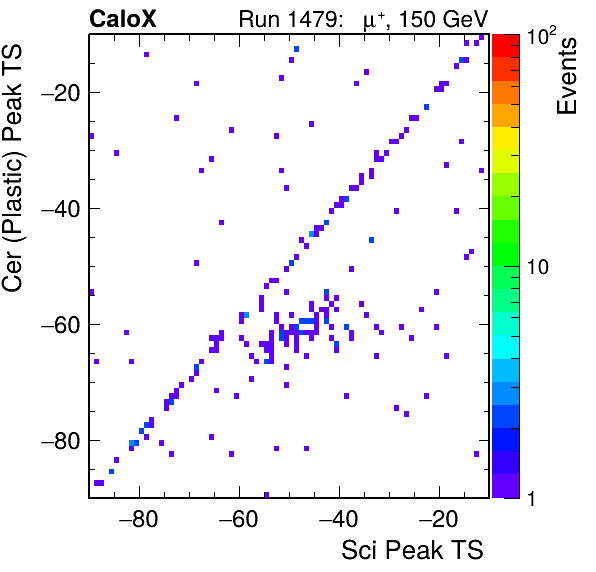 CaloX Run 1479: μ⁺, 150 GeV
Cer (Plastic) Peak TS
−20
−40
−60
−80
−80 −60 −40 −20
Sci Peak TS
10²
10
1
Events